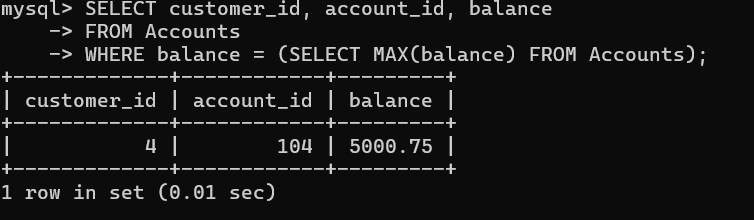 mysql> SELECT customer_id, account_id, balance
    -> FROM Accounts
    -> WHERE balance = (SELECT MAX(balance) FROM Accounts);
+-------------+------------+---------+
| customer_id | account_id | balance |
+-------------+------------+---------+
|           4 |        104 | 5000.75 |
+-------------+------------+---------+
1 row in set (0.01 sec)